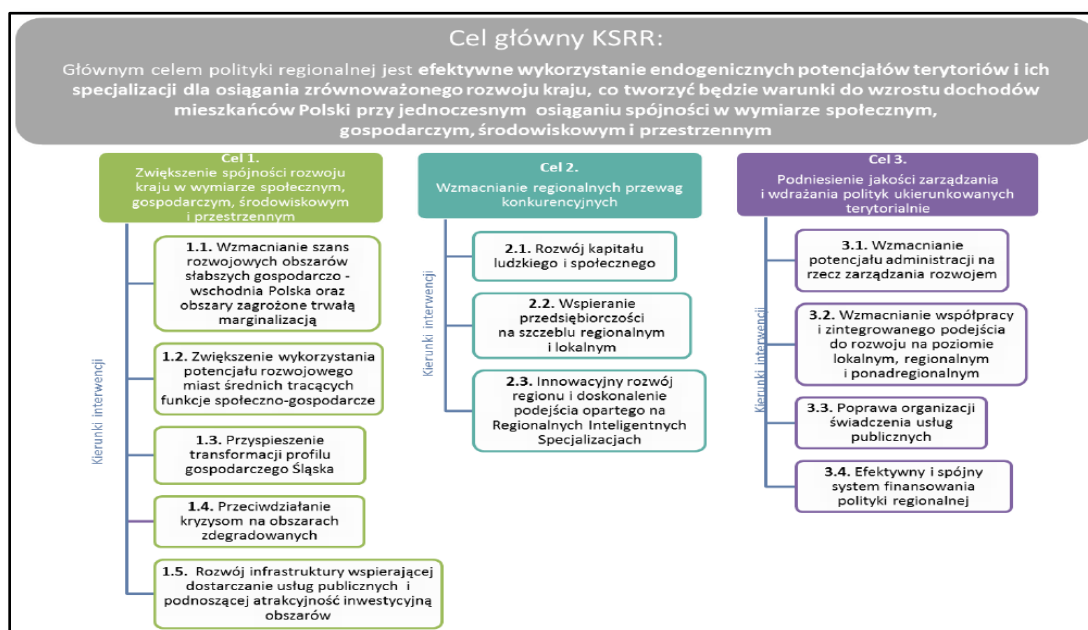 Cel główny KSRR:
Głównym celem polityki regionalnej jest efektywne wykorzystanie endogenicznych potencjałów terytoriów i ich
specjalizacji dla osiągania zrównoważonego rozwoju kraju, co tworzyć będzie warunki do wzrostu dochodów
mieszkańców Polski przy jednoczesnym osiąganiu spójności w wymiarze społecznym,
gospodarczym, środowiskowym i przestrzennym
Cel 1.
Zwiększenie spójności rozwoju
kraju w wymiarze społecznym,
gospodarczym, środowiskowym
i przestrzennym
Kierunki interwencji
1.1. Wzmacnianie szans
rozwojowych obszarów
słabszych gospodarczo -
wschodnia Polska oraz
obszary zagrożone trwałą
marginalizacją
1.2. Zwiększenie wykorzystania
potencjału rozwojowego
miast średnich tracących
funkcje społeczno-gospodarcze
1.3. Przyspieszenie
transformacji profilu
gospodarczego Śląska
1.4. Przeciwdziałanie
kryzysom na obszarach
zdegradowanych
1.5. Rozwój infrastruktury wspierającej
dostarczanie usług publicznych i
podnoszącej atrakcyjność inwestycyjną
obszarów
Cel 2.
Wzmacnianie regionalnych przewag
konkurencyjnych
Kierunki interwencji
2.1. Rozwój kapitału
ludzkiego i społecznego
2.2. Wspieranie
przedsiębiorczości
na szczeblu regionalnym
i lokalnym
2.3. Innowacyjny rozwój
regionu i doskonalenie
podejścia opartego na
Regionalnych Inteligentnych
Specjalizacjach
Cel 3.
Podniesienie jakości zarządzania
i wdrażania polityk ukierunkowanych
terytorialnie
Kierunki interwencji
3.1. Wzmacnianie
potencjału administracji na
rzecz zarządzania rozwojem
3.2. Wzmacnianie współpracy
i zintegrowanego podejścia
do rozwoju na poziomie
lokalnym, regionalnym
i ponadregionalnym
3.3. Poprawa organizacji
świadczenia usług
publicznych
3.4. Efektywny i spójny
system finansowania
polityki regionalnej